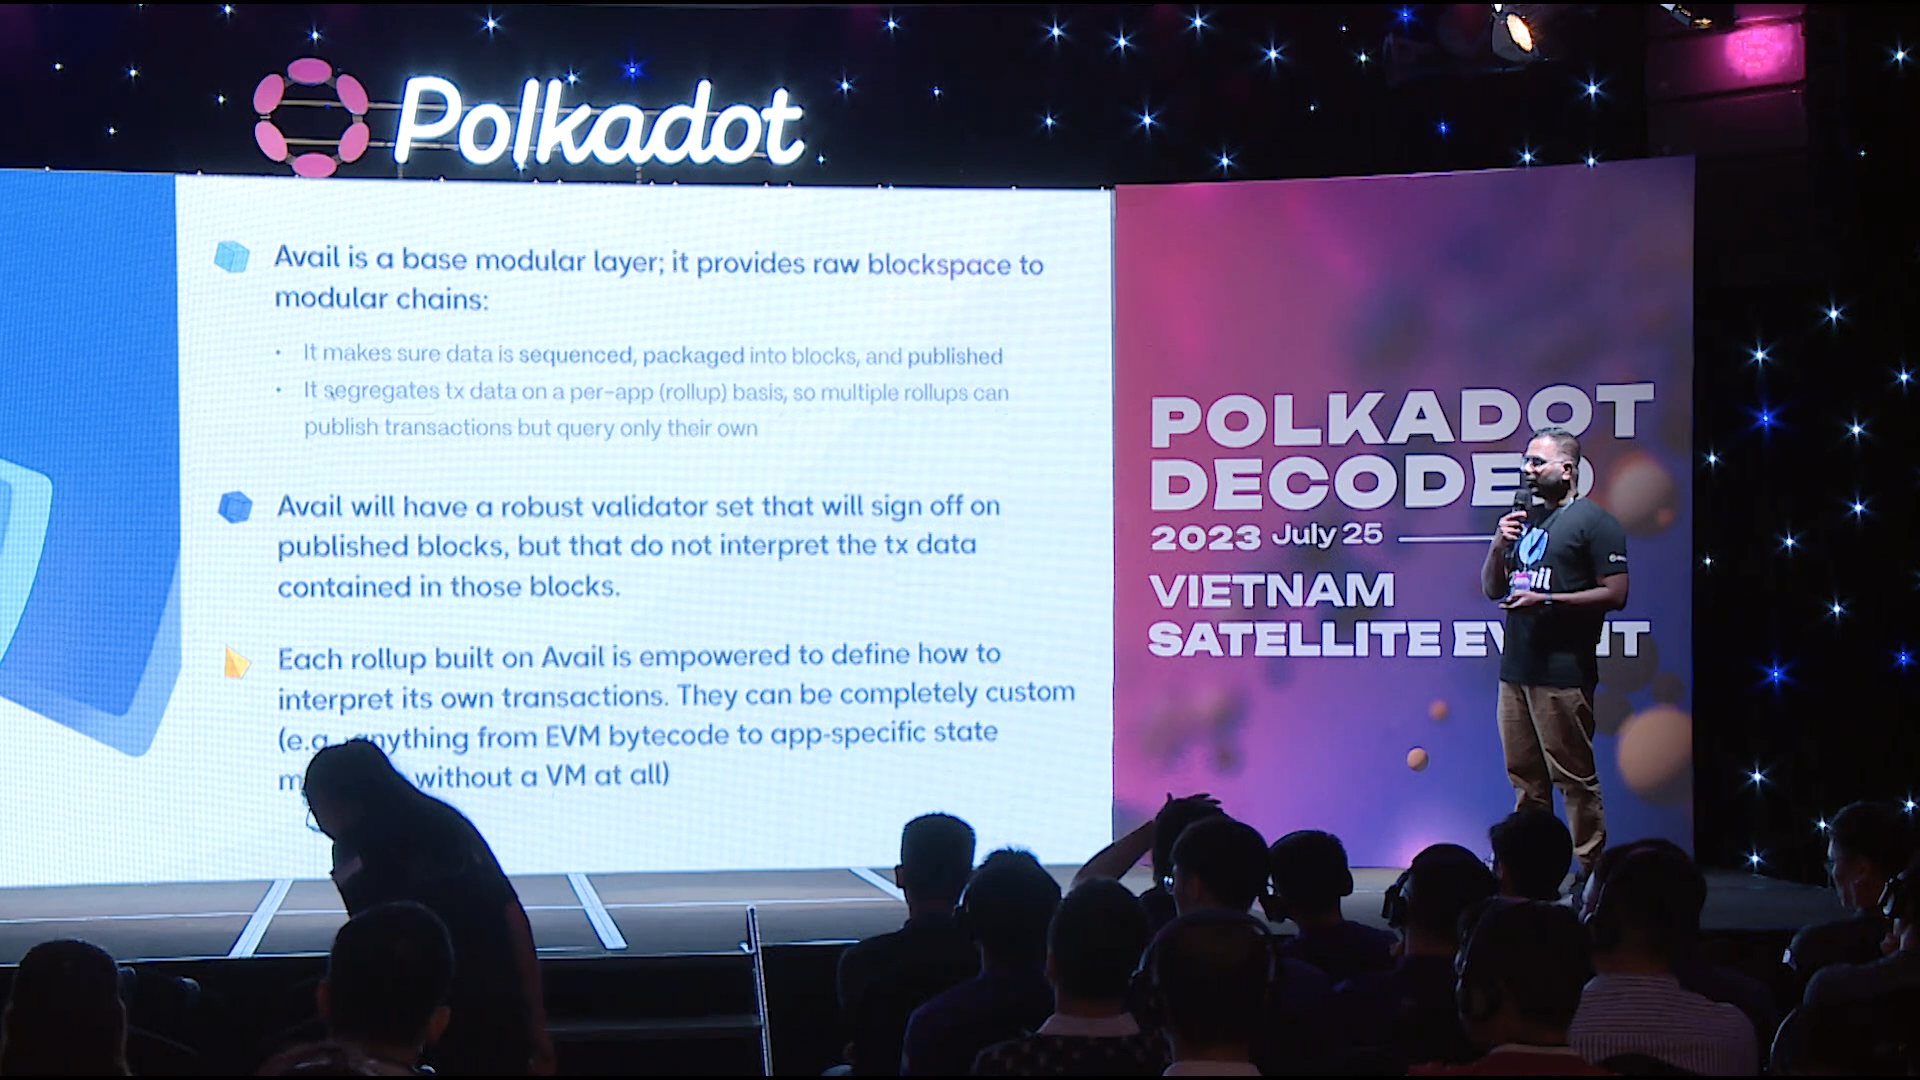 Polkadot
Avail is a base modular layer; it provides raw blockspace to
modular chains:
• It makes sure data is sequenced, packaged into blocks, and published
• It segregates tx data on a per-app (rollup) basis, so multiple rollups can
publish transactions but query only their own
Avail will have a robust validator set that will sign off on
published blocks, but that do not interpret the tx data
contained in those blocks.
Each rollup built on Avail is empowered to define how to
interpret its own transactions. They can be completely custom
(e.g. anything from EVM bytecode to app-specific state
without a VM at all)
POLKADOT
DECODED
2023 July 25
VIETNAM
SATELLITE EVENT